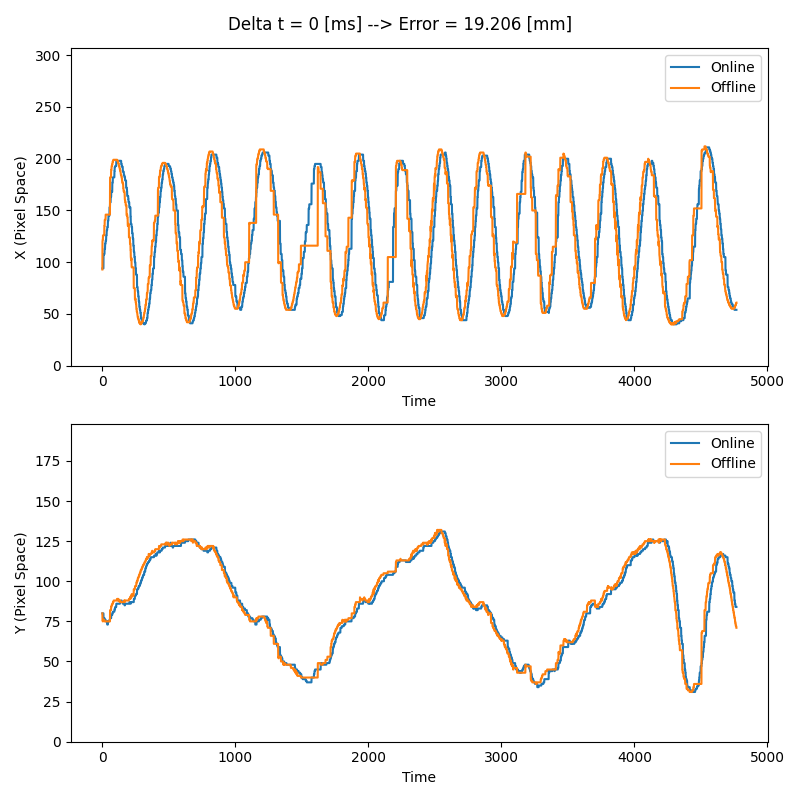 Delta t = 0 [ms] --> Error = 19.206 [mm]
300
250
200
150
100
50
0
X (Pixel Space)
Online
Offline
0 1000 2000 3000 4000 5000
Time
175
150
125
100
75
50
25
0
Y (Pixel Space)
Online
Offline
0 1000 2000 3000 4000 5000
Time